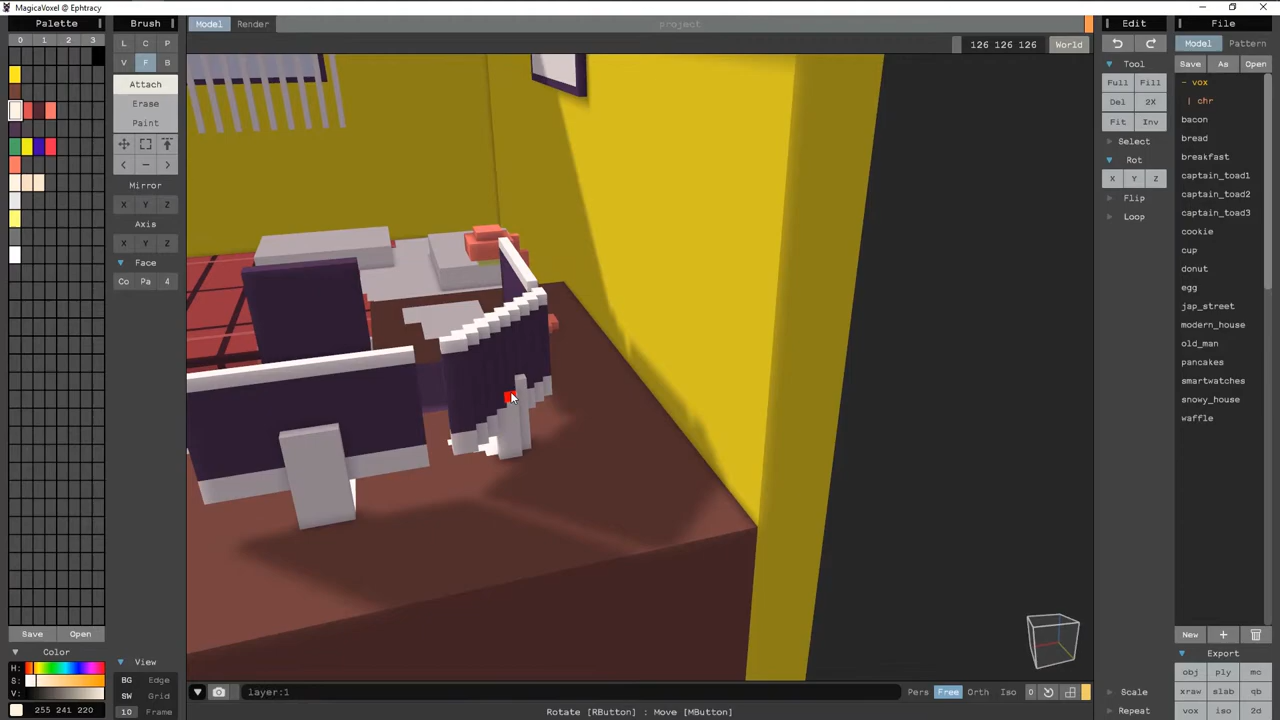 MagicaVoxel @ Ephtracy
Palette
Brush
Model Render
project
Edit
File
0 1 2 3
L C P
126 126 126 World
Model Pattern
V F B
Tool
Save As Open
Attach
Full Fill
- vox
Erase
Del 2X
| chr
Paint
Fit Inv
bacon
Select
bread
Rot
breakfast
X Y Z
captain_toad1
Mirror
Flip
captain_toad2
X Y Z
Loop
captain_toad3
Axis
cookie
X Y Z
cup
Face
donut
Co Pa 4
egg
jap_street
modern_house
old_man
pancakes
smartwatches
snowy_house
waffle
Save Open
New +
Color
View
Export
H:
S:
BG Edge
obj ply mc
V:
SW Grid
layer:1
Pers Free Orth Iso 0
Scale
xraw slab qb
255 241 220
10 Frame
Rotate [RButton] : Move [MButton]
Repeat
vox iso 2d